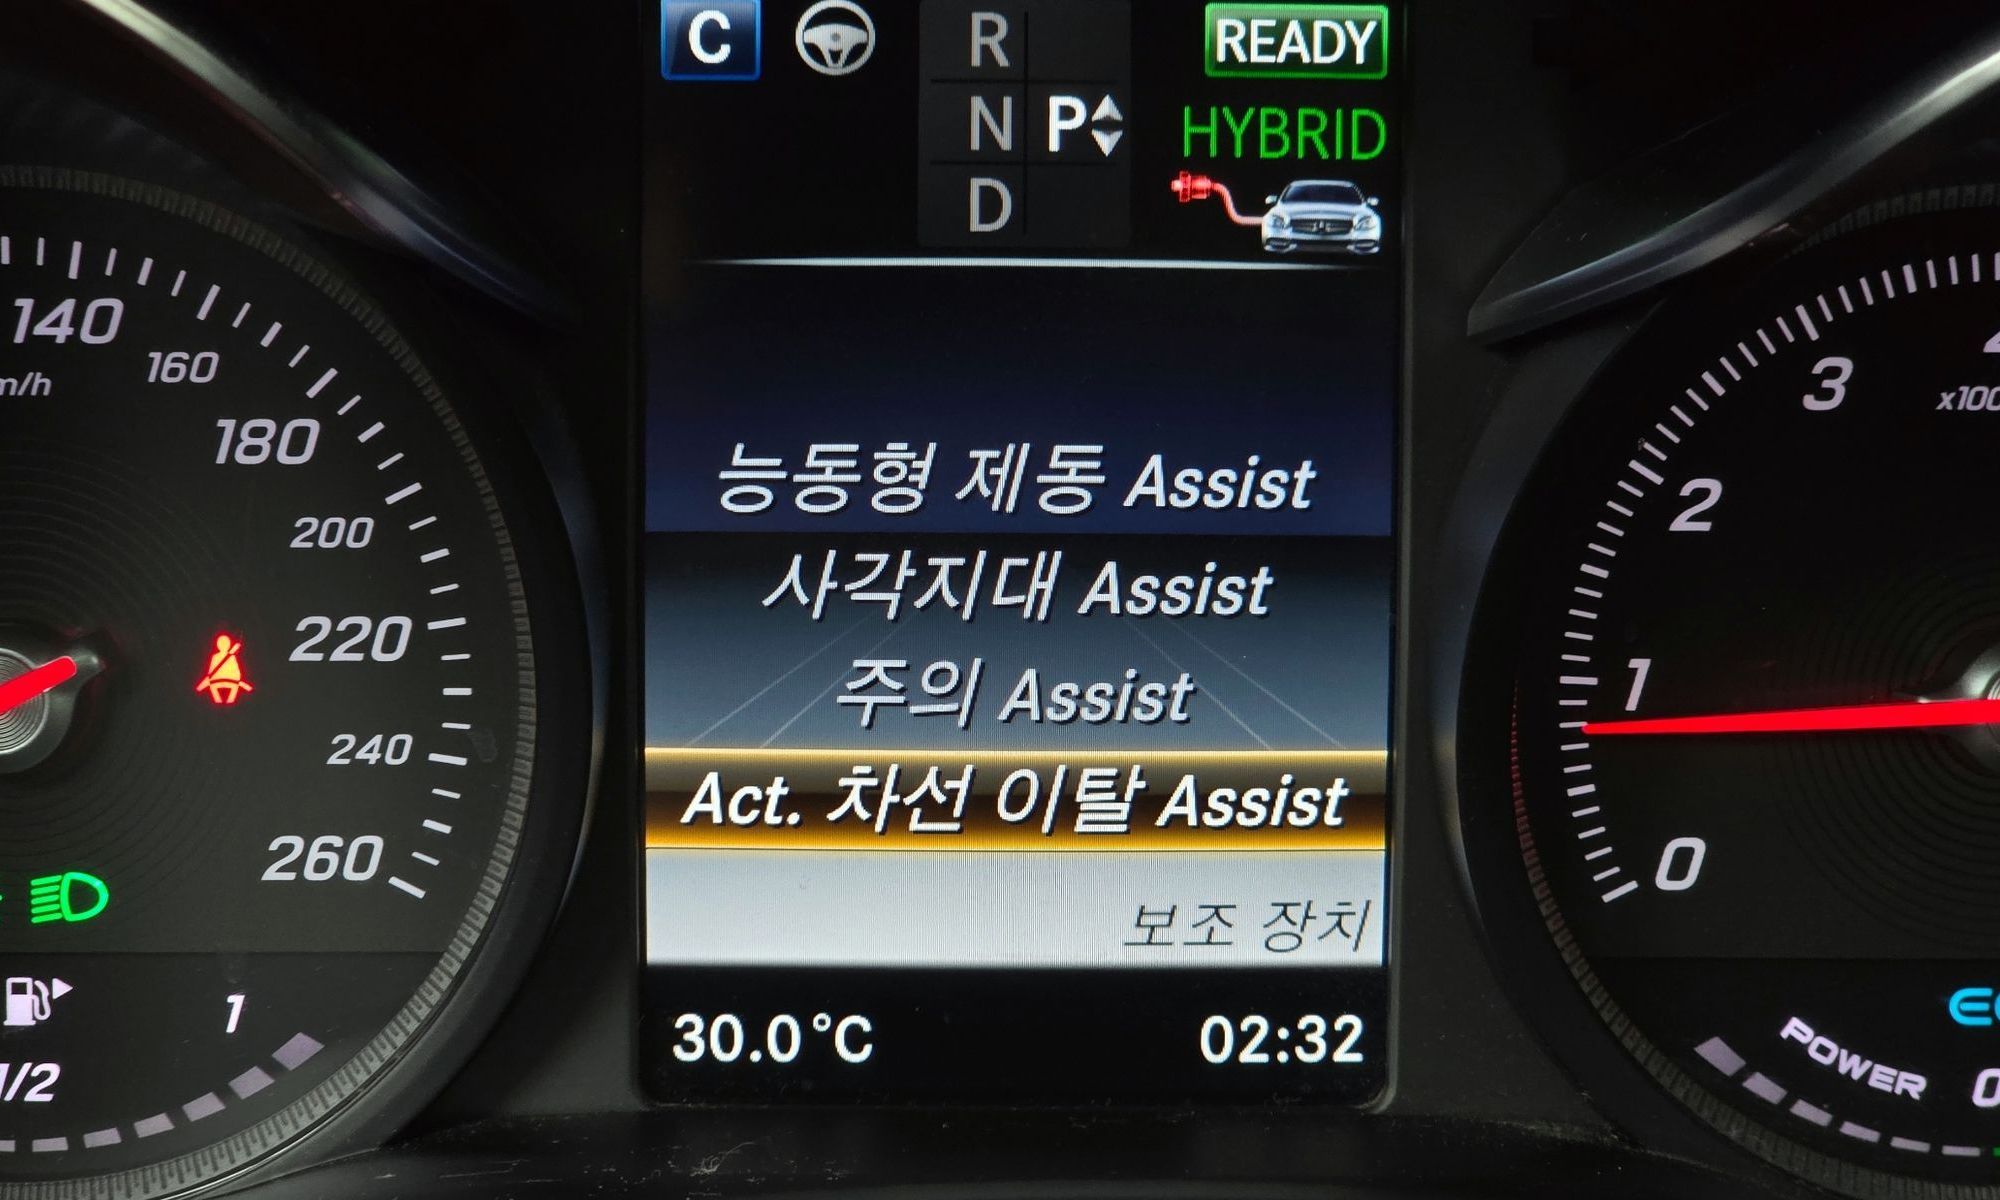 C
R
N P
D
READY
HYBRID
140
160
180
200
220
240
260
능동형 제동 Assist
사각지대 Assist
주의 Assist
Act. 차선 이탈 Assist
보조 장치
30.0°C
02:32
1
1/2
3
2
1
0
POWER
0